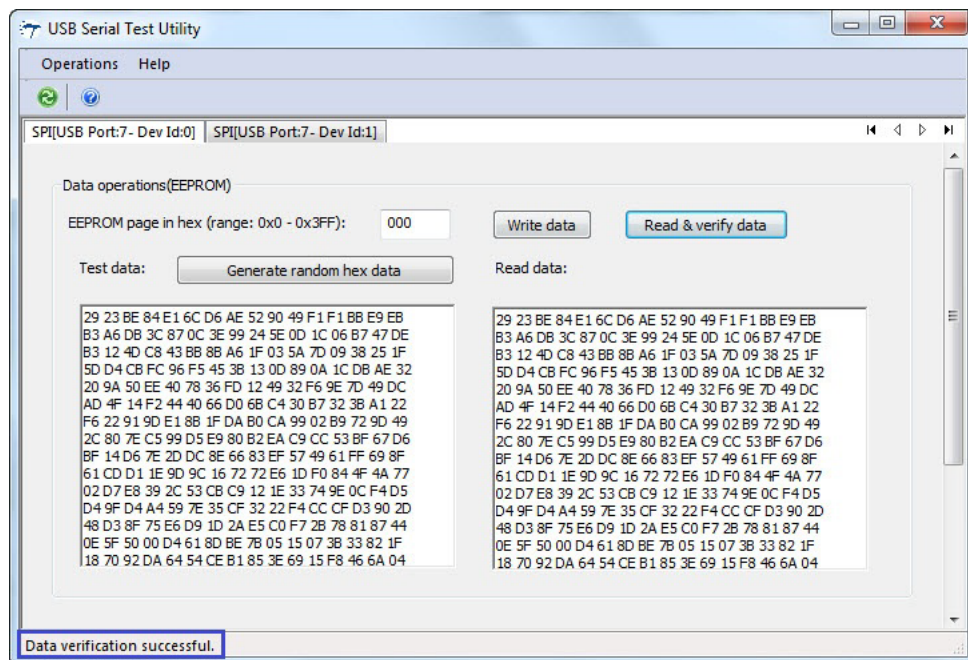 USB Serial Test Utility
Operations Help
SPI[USB Port:7- Dev Id:0] SPI[USB Port:7- Dev Id:1]
Data operations(EEPROM)
EEPROM page in hex (range: 0x0 - 0x3FF): 000 Write data Read & verify data
Test data: Generate random hex data Read data:
29 23 BE 84 E1 6C D6 AE 52 90 49 F1 F1 BB E9 EB
B3 A6 DB 3C 87 0C 3E 99 24 5E 0D 1C 06 B7 47 DE
B3 12 4D C8 43 BB 8B A6 1F 03 5A 7D 09 38 25 1F
5D D4 CB FC 96 F5 45 3B 13 0D 89 0A 1C DB AE 32
20 9A 50 EE 40 78 36 FD 12 49 32 F6 9E 7D 49 DC
AD 4F 14 F2 44 40 66 D0 6B C4 30 B7 32 3B A1 22
F6 22 91 9D E1 8B 1F DA B0 CA 99 02 B9 72 9D 49
2C 80 7E C5 99 D5 E9 80 B2 EA C9 CC 53 BF 67 D6
BF 14 D6 7E 2D DC 8E 66 83 EF 57 49 61 FF 69 8F
61 CD D1 1E 9D 9C 16 72 72 E6 1D F0 84 4F 4A 77
02 D7 E8 39 2C 53 CB C9 12 1E 33 74 9E 0C F4 D5
D4 9F D4 A4 59 7E 35 CF 32 22 F4 CC CF D3 90 2D
48 D3 8F 75 E6 D9 1D 2A E5 C0 F7 2B 78 81 87 44
0E 5F 50 00 D4 61 8D BE 7B 05 15 07 3B 33 82 1F
18 70 92 DA 64 54 CE B1 85 3E 69 15 F8 46 6A 04
29 23 BE 84 E1 6C D6 AE 52 90 49 F1 F1 BB E9 EB
B3 A6 DB 3C 87 0C 3E 99 24 5E 0D 1C 06 B7 47 DE
B3 12 4D C8 43 BB 8B A6 1F 03 5A 7D 09 38 25 1F
5D D4 CB FC 96 F5 45 3B 13 0D 89 0A 1C DB AE 32
20 9A 50 EE 40 78 36 FD 12 49 32 F6 9E 7D 49 DC
AD 4F 14 F2 44 40 66 D0 6B C4 30 B7 32 3B A1 22
F6 22 91 9D E1 8B 1F DA B0 CA 99 02 B9 72 9D 49
2C 80 7E C5 99 D5 E9 80 B2 EA C9 CC 53 BF 67 D6
BF 14 D6 7E 2D DC 8E 66 83 EF 57 49 61 FF 69 8F
61 CD D1 1E 9D 9C 16 72 72 E6 1D F0 84 4F 4A 77
02 D7 E8 39 2C 53 CB C9 12 1E 33 74 9E 0C F4 D5
D4 9F D4 A4 59 7E 35 CF 32 22 F4 CC CF D3 90 2D
48 D3 8F 75 E6 D9 1D 2A E5 C0 F7 2B 78 81 87 44
0E 5F 50 00 D4 61 8D BE 7B 05 15 07 3B 33 82 1F
18 70 92 DA 64 54 CE B1 85 3E 69 15 F8 46 6A 04
Data verification successful.